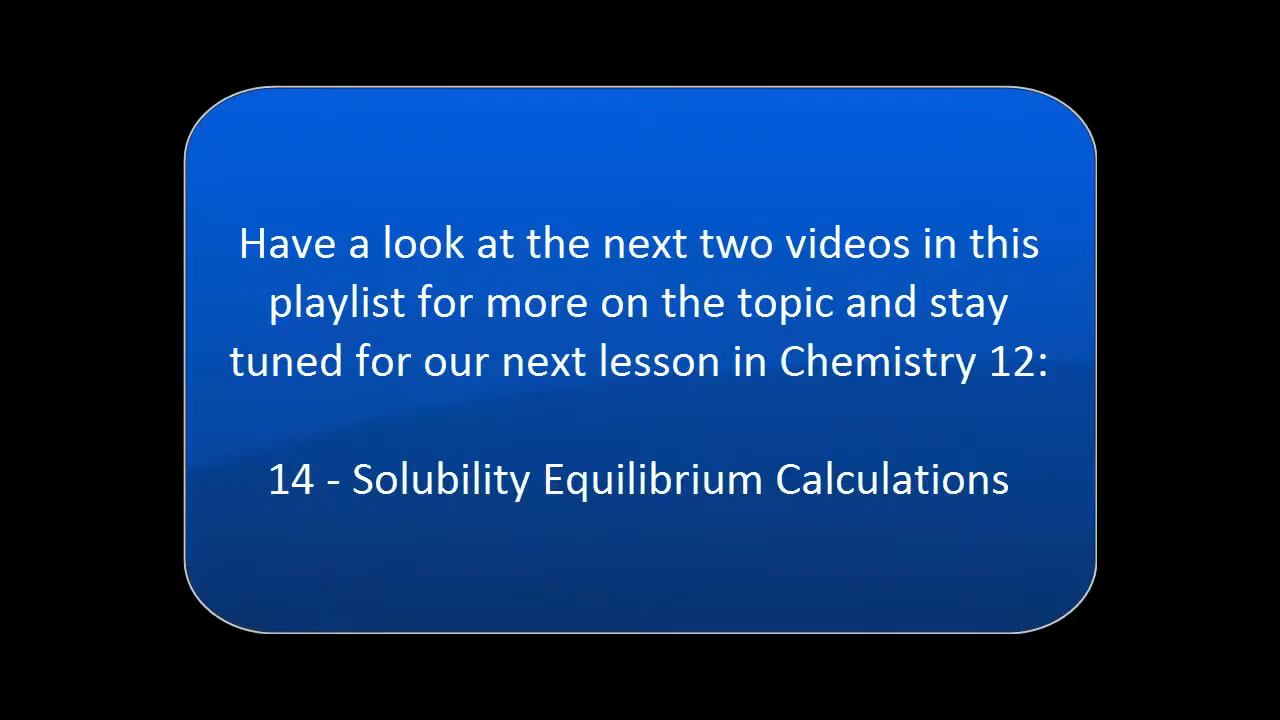 Have a look at the next two videos in this
playlist for more on the topic and stay
tuned for our next lesson in Chemistry 12:
14 - Solubility Equilibrium Calculations